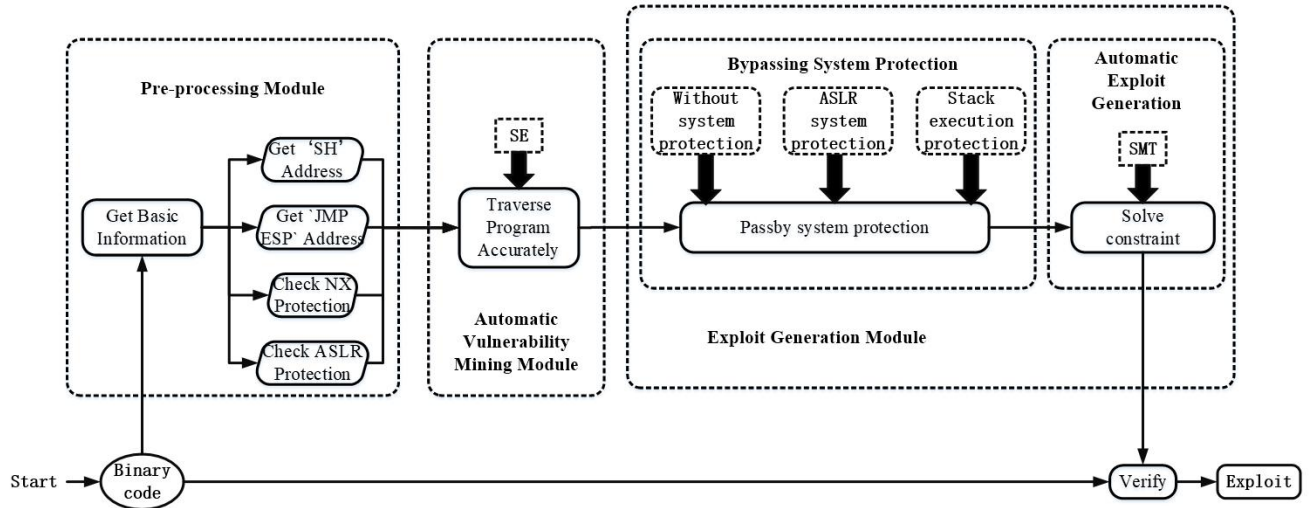 Pre-processing Module
Get Basic
Information
Get ‘SH’
Address
Get `JMP
ESP` Address
Check NX
Protection
Check ASLR
Protection
SE
Traverse
Program
Accurately
Automatic
Vulnerability
Mining Module
Bypassing System Protection
Without
system
protection
ASLR
system
protection
Stack
execution
protection
Passby system protection
Exploit Generation Module
Automatic
Exploit
Generation
SMT
Solve
constraint
Start
Binary
code
Verify
Exploit